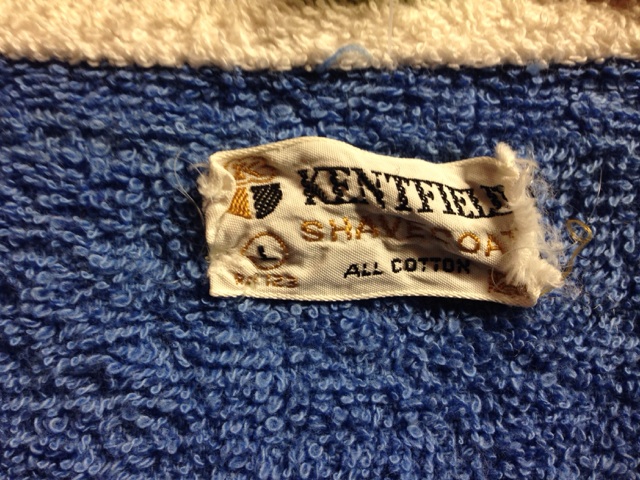 KENTFIELD
SHAVECOAT
L
ALL COTTON